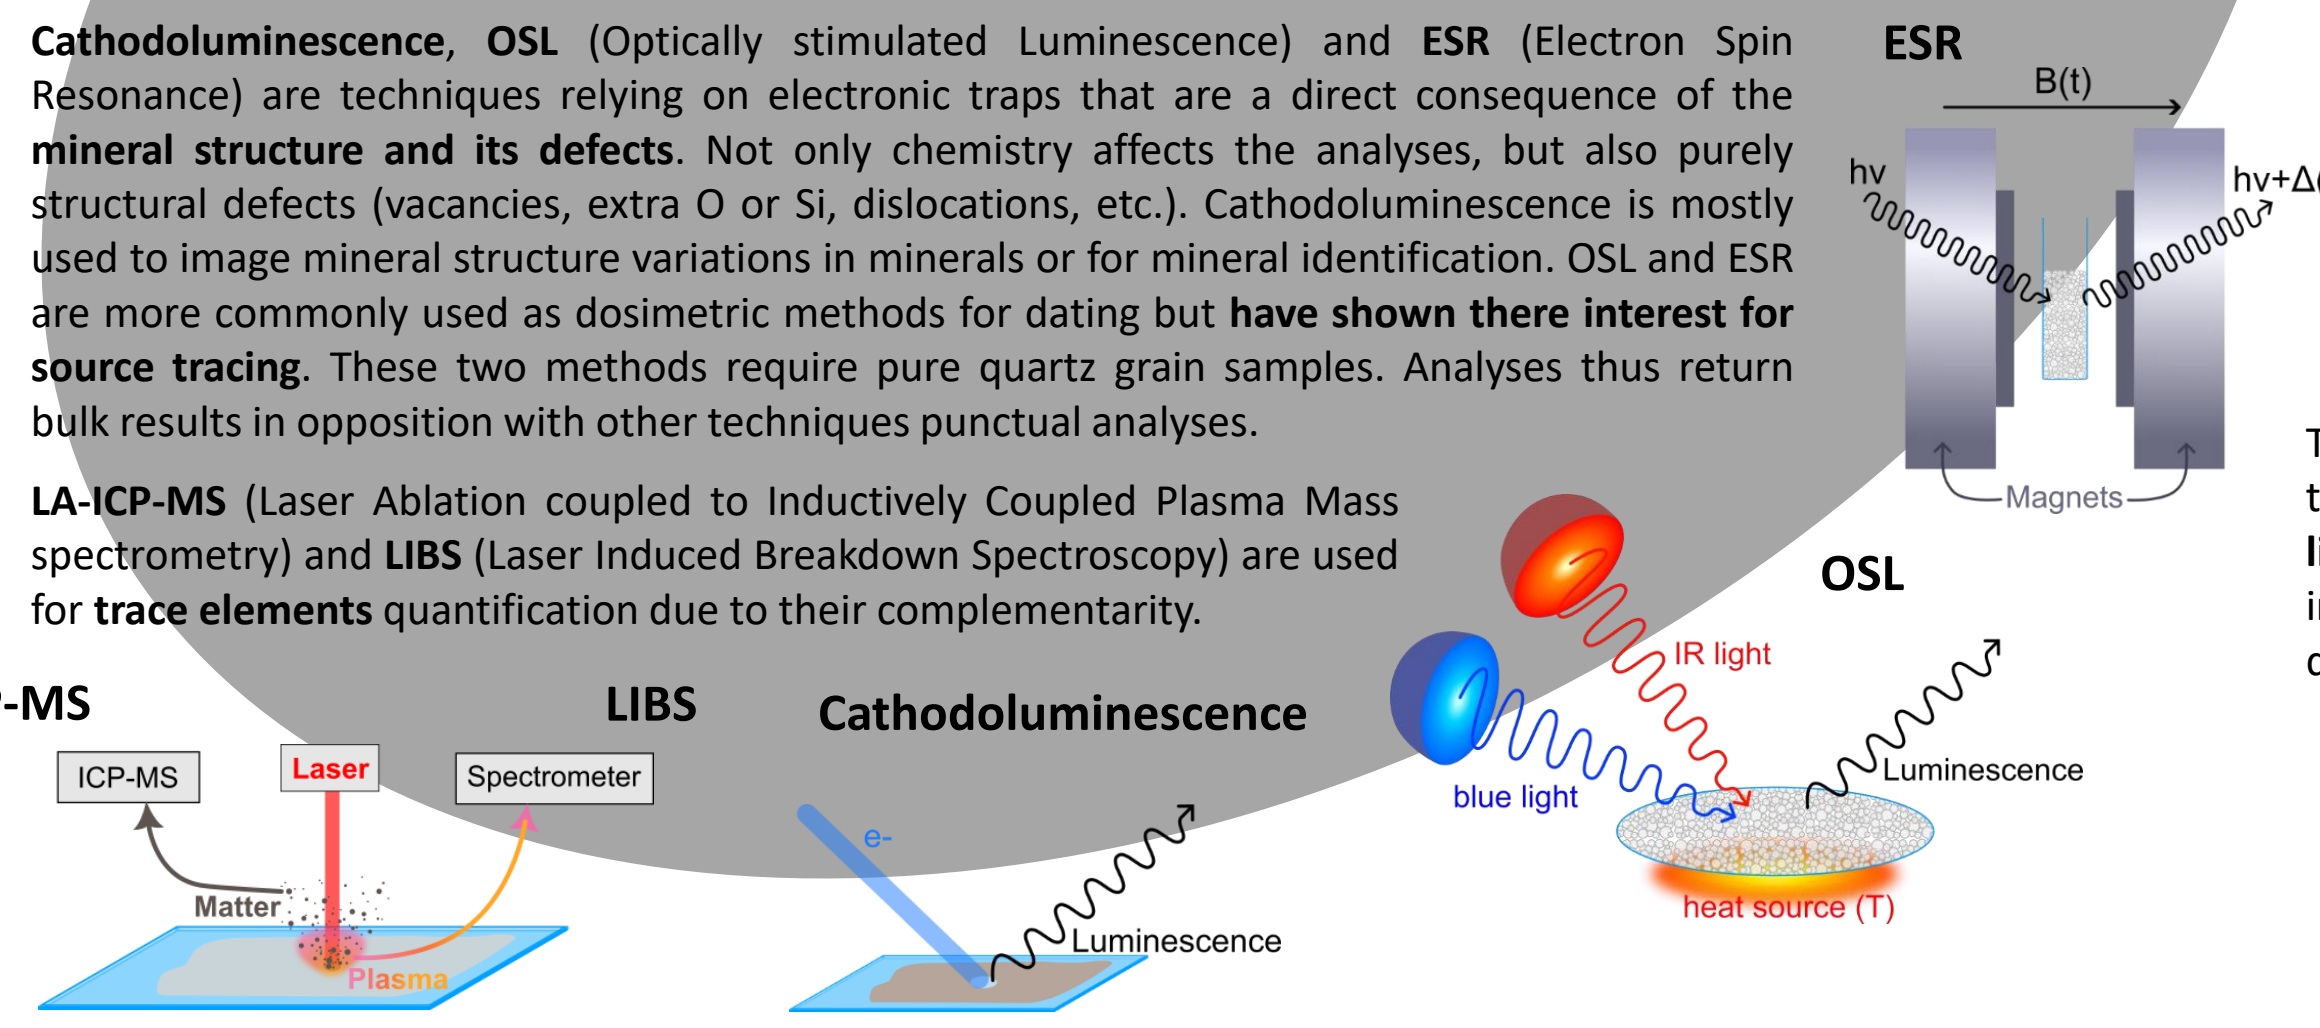 Cathodoluminescence, OSL (Optically stimulated Luminescence) and ESR (Electron Spin
Resonance) are techniques relying on electronic traps that are a direct consequence of the
mineral structure and its defects. Not only chemistry affects the analyses, but also purely
structural defects (vacancies, extra O or Si, dislocations, etc.). Cathodoluminescence is mostly
used to image mineral structure variations in minerals or for mineral identification. OSL and ESR
are more commonly used as dosimetric methods for dating but have shown there interest for
source tracing. These two methods require pure quartz grain samples. Analyses thus return
bulk results in opposition with other techniques punctual analyses.
LA-ICP-MS (Laser Ablation coupled to Inductively Coupled Plasma Mass
spectrometry) and LIBS (Laser Induced Breakdown Spectroscopy) are used
for trace elements quantification due to their complementarity.
ESR
B(t)
hν
hν+Δ(
Magnets
OSL
IR light
blue light
Luminescence
heat source (T)
-MS
LIBS
Cathodoluminescence
ICP-MS
Laser
Spectrometer
Matter
Plasma
e-
Luminescence